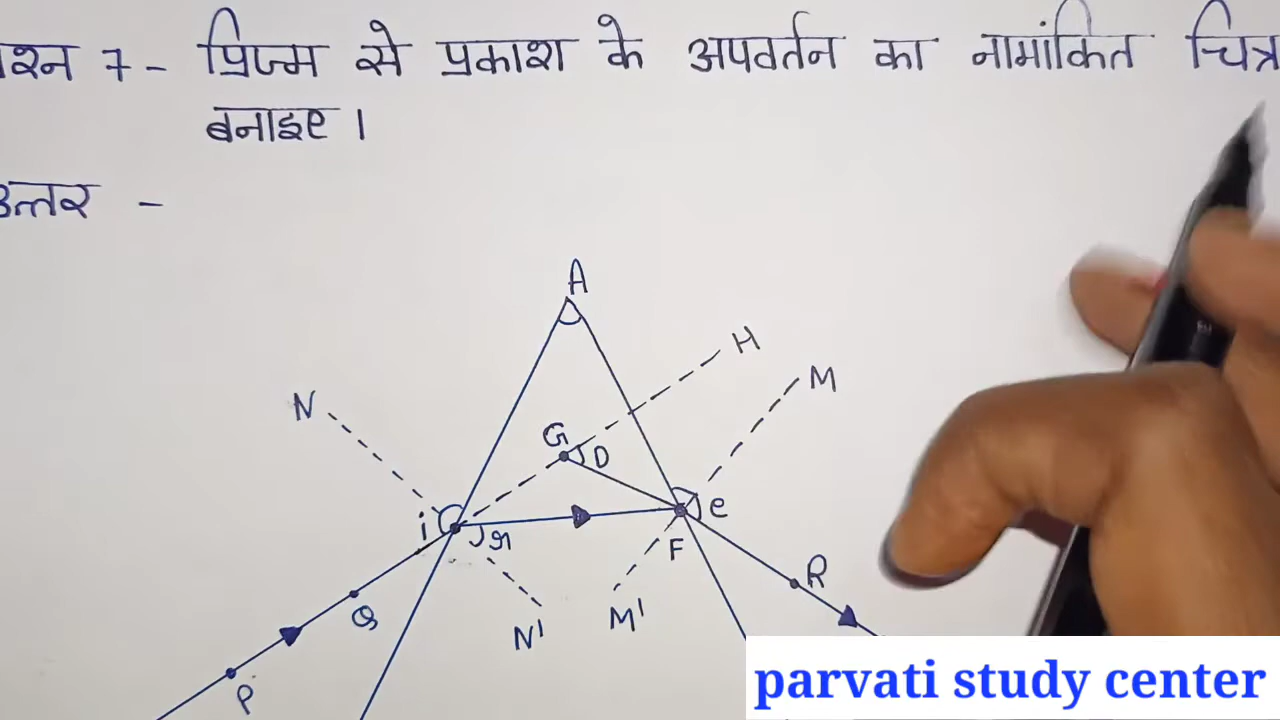 प्रश्न 7- प्रिज्म से प्रकाश के अपवर्तन का नामांकित चित्र
बनाइए।
उत्तर -
A
H
M
N
G
D
i
r
e
F
R
Q
N'
M'
P
parvati study center